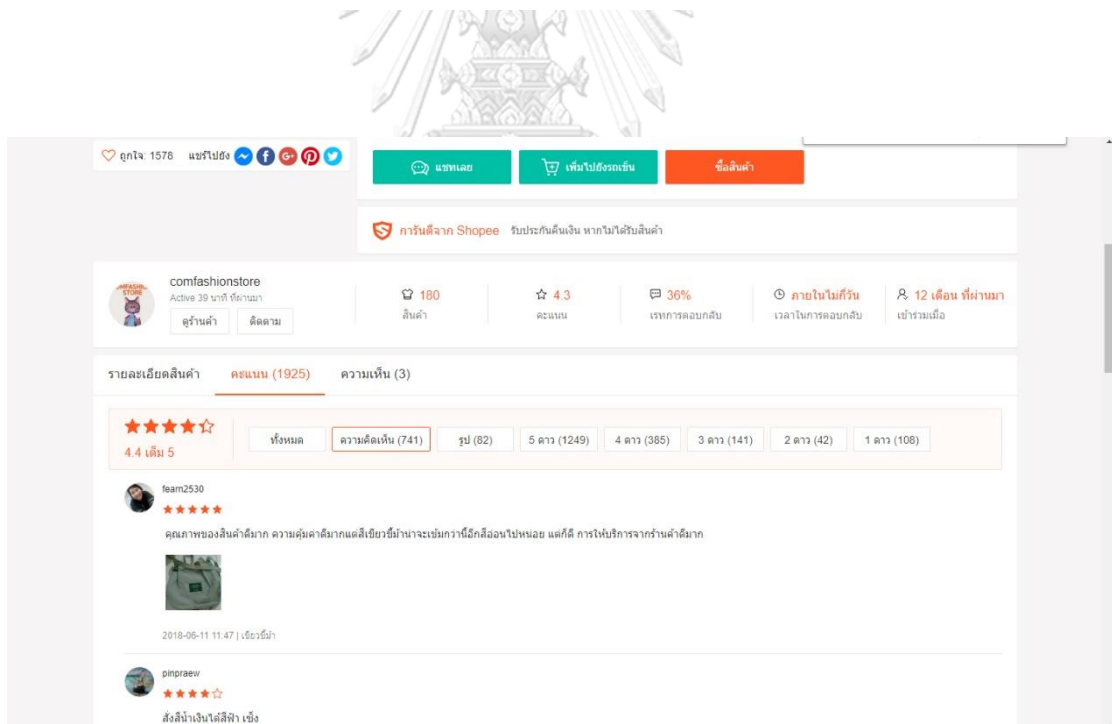 ถูกใจ: 1578 แชร์ไปยัง
แชทเลย เพิ่มไปยังรถเข็น ซื้อสินค้า
การันตีจาก Shopee รับประกันคืนเงิน หากไม่ได้รับสินค้า
comfashionstore
Active 39 นาที ที่ผ่านมา
ดูร้านค้า ติดตาม
180
สินค้า
4.3
คะแนน
36%
เรทการตอบกลับ
ภายในไม่กี่วัน
เวลาในการตอบกลับ
12 เดือน ที่ผ่านมา
เข้าร่วมเมื่อ
รายละเอียดสินค้า คะแนน (1925) ความเห็น (3)
4.4 เต็ม 5
ทั้งหมด ความคิดเห็น (741) รูป (82) 5 ดาว (1249) 4 ดาว (385) 3 ดาว (141) 2 ดาว (42) 1 ดาว (108)
fearn2530
คุณภาพของสินค้าดีมาก ความคุ้มค่าดีมากแต่สีเขียวขี้ม้าน่าจะเข้มกว่านี้อีกสีอ่อนไปหน่อย แต่ก็ดี การให้บริการจากร้านค้าดีมาก
2018-06-11 11:47 | เขียวขี้ม้า
pinpraew
สั่งสีน้ำเงินได้สีฟ้า เซ็ง